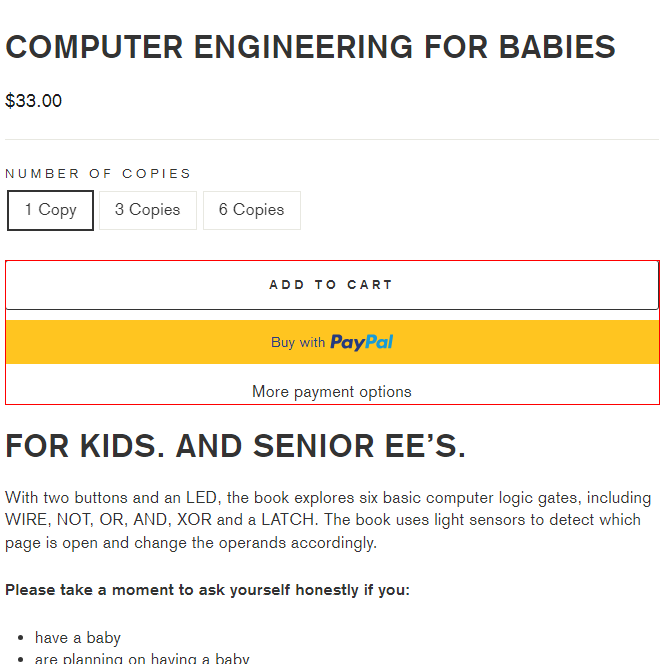 COMPUTER ENGINEERING FOR BABIES
$33.00
NUMBER OF COPIES
1 Copy 3 Copies 6 Copies
ADD TO CART
Buy with PayPal
More payment options
FOR KIDS. AND SENIOR EE’S.
With two buttons and an LED, the book explores six basic computer logic gates, including
WIRE, NOT, OR, AND, XOR and a LATCH. The book uses light sensors to detect which
page is open and change the operands accordingly.
Please take a moment to ask yourself honestly if you:
• have a baby
• are planning on having a baby